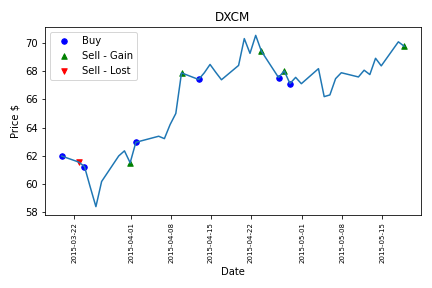 DXCM
Buy
Sell - Gain
Sell - Lost
Price $
70
68
66
64
62
60
58
2015-03-22
2015-04-01
2015-04-08
2015-04-15
2015-04-22
2015-05-01
2015-05-08
2015-05-15
Date